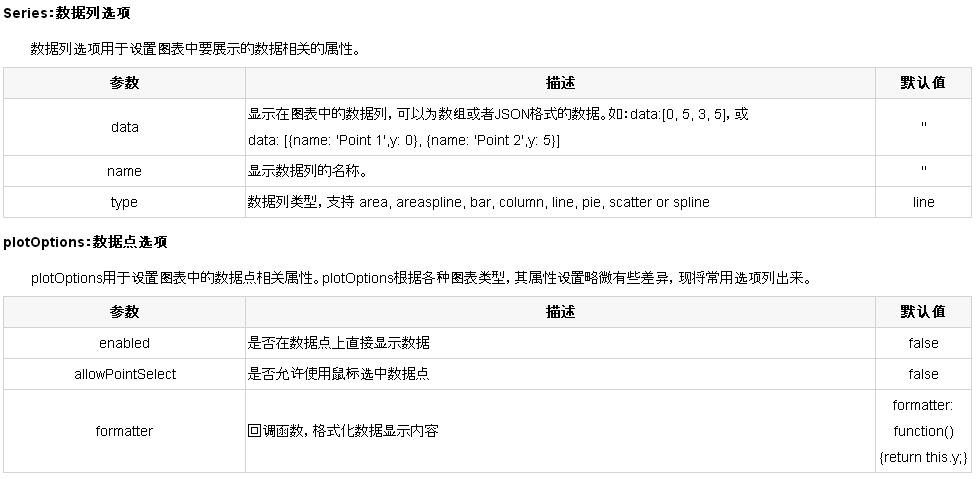 Series：数据列选项
数据列选项用于设置图表中要展示的数据相关的属性。
参数 描述 默认值
data 显示在图表中的数据列，可以为数组或者JSON格式的数据。如：data:[0, 5, 3, 5]，或
data: [{name: 'Point 1',y: 0}, {name: 'Point 2',y: 5}] ''
name 显示数据列的名称。 ''
type 数据列类型，支持 area, areaspline, bar, column, line, pie, scatter or spline line
plotOptions：数据点选项
plotOptions用于设置图表中的数据点相关属性。plotOptions根据各种图表类型，其属性设置略微有些差异，现将常用选项列出来。
参数 描述 默认值
enabled 是否在数据点上直接显示数据 false
allowPointSelect 是否允许使用鼠标选中数据点 false
formatter 回调函数，格式化数据显示内容 formatter:
function()
{return this.y;}